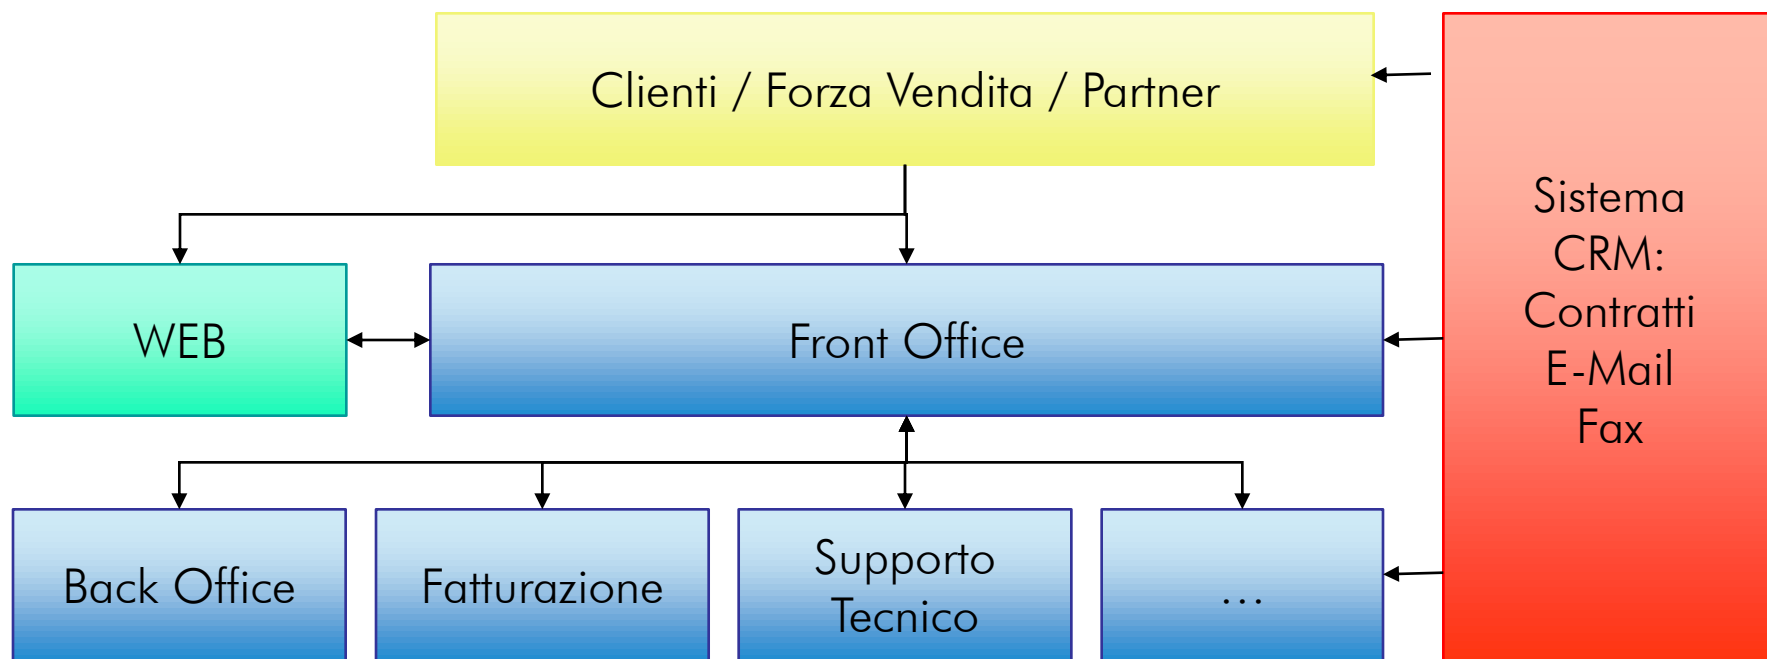 Clienti / Forza Vendita / Partner
Sistema
CRM:
Contratti
E-Mail
Fax
WEB
Front Office
Back Office
Fatturazione
Supporto
Tecnico
...